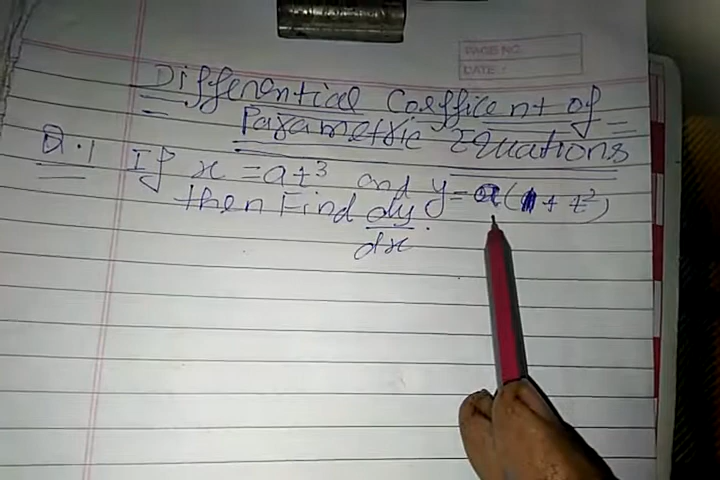 PAGE NO.
DATE :
Differential Coefficent of
Parametric Equations
Q.1 If x = at³ and y = a(1 + t²)
then Find dy/dx.